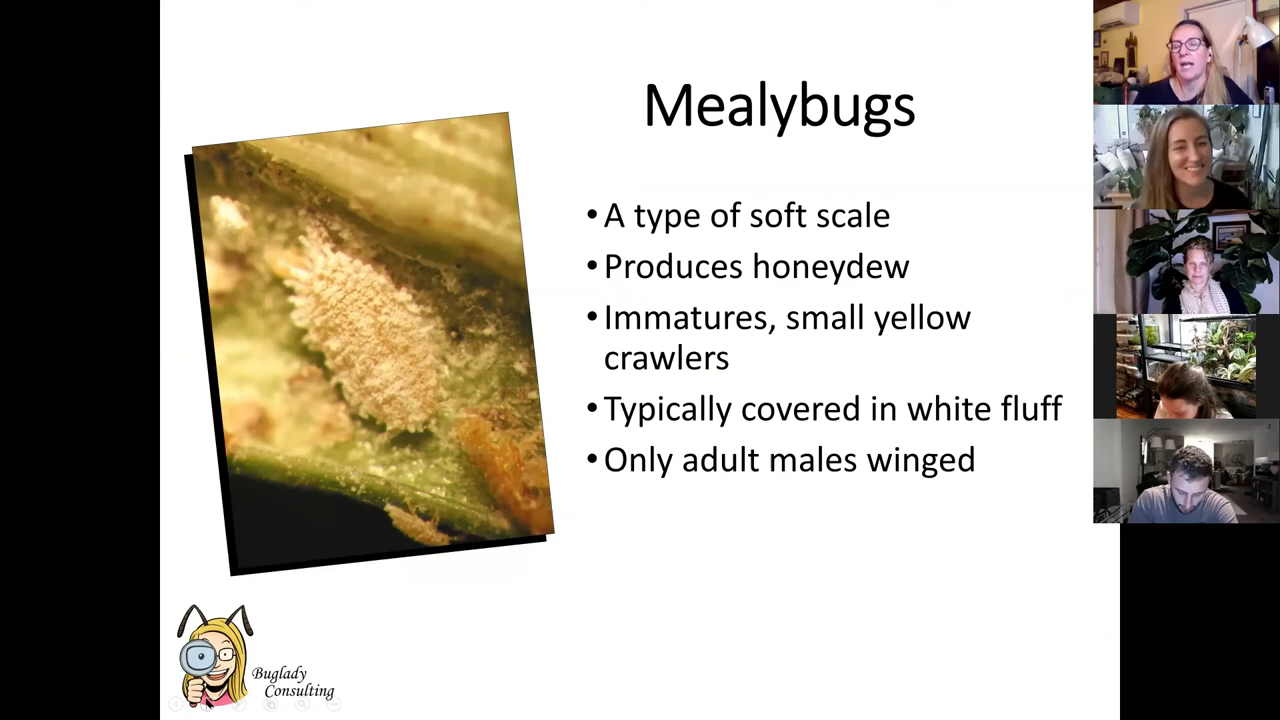 Mealybugs
•A type of soft scale
•Produces honeydew
•Immatures, small yellow
crawlers
•Typically covered in white fluff
•Only adult males winged
Buglady
Consulting